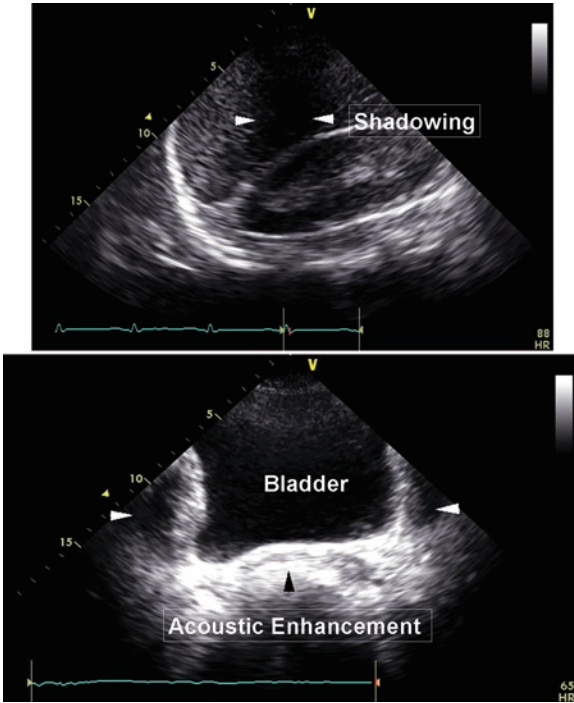 V
5
Shadowing
10
15
88
HR
V
5
Bladder
10
15
Acoustic Enhancement
65
HR